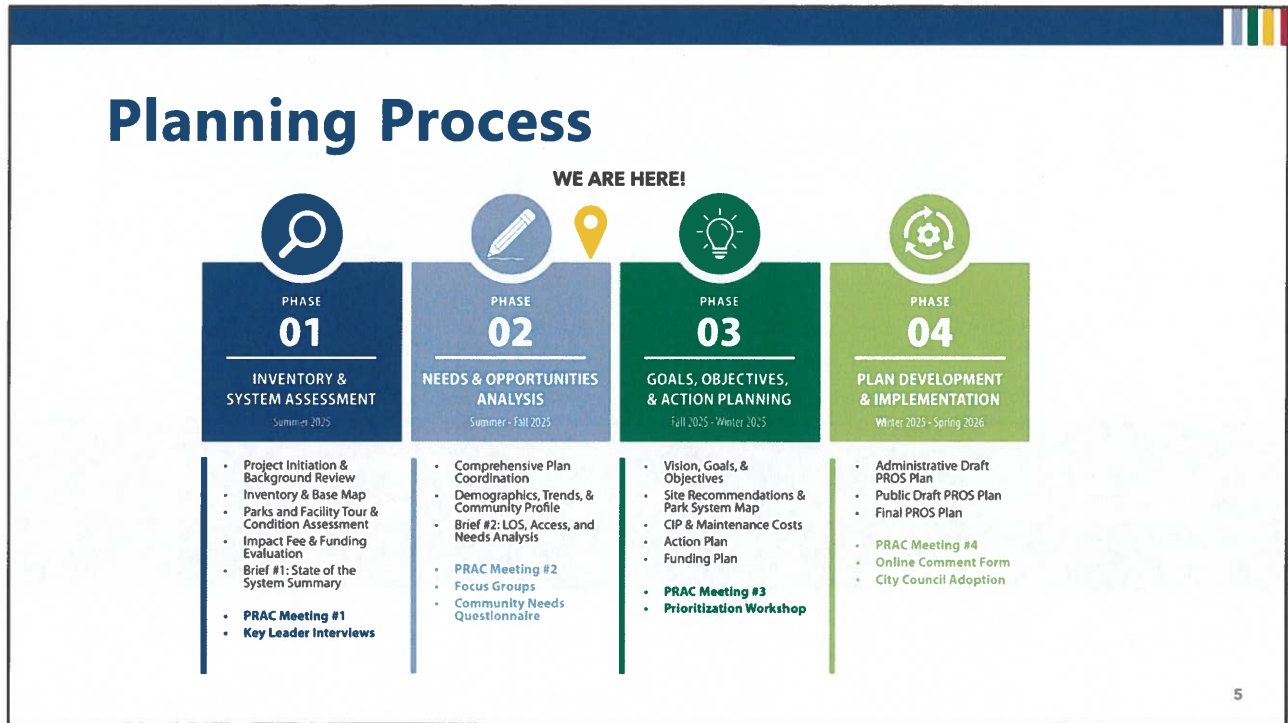 Planning Process
WE ARE HERE!
PHASE
01
INVENTORY &
SYSTEM ASSESSMENT
Summer 2025
• Project Initiation &
Background Review
• Inventory & Base Map
• Parks and Facility Tour &
Condition Assessment
• Impact Fee & Funding
Evaluation
• Brief #1: State of the
System Summary
• PRAC Meeting #1
• Key Leader Interviews
PHASE
02
NEEDS & OPPORTUNITIES
ANALYSIS
Summer - Fall 2025
• Comprehensive Plan
Coordination
• Demographics, Trends, &
Community Profile
• Brief #2: LOS, Access, and
Needs Analysis
• PRAC Meeting #2
• Focus Groups
• Community Needs
Questionnaire
PHASE
03
GOALS, OBJECTIVES,
& ACTION PLANNING
Fall 2025 - Winter 2025
• Vision, Goals, &
Objectives
• Site Recommendations &
Park System Map
• CIP & Maintenance Costs
• Action Plan
• Funding Plan
• PRAC Meeting #3
• Prioritization Workshop
PHASE
04
PLAN DEVELOPMENT
& IMPLEMENTATION
Winter 2025 - Spring 2026
• Administrative Draft
PROS Plan
• Public Draft PROS Plan
• Final PROS Plan
• PRAC Meeting #4
• Online Comment Form
• City Council Adoption
5